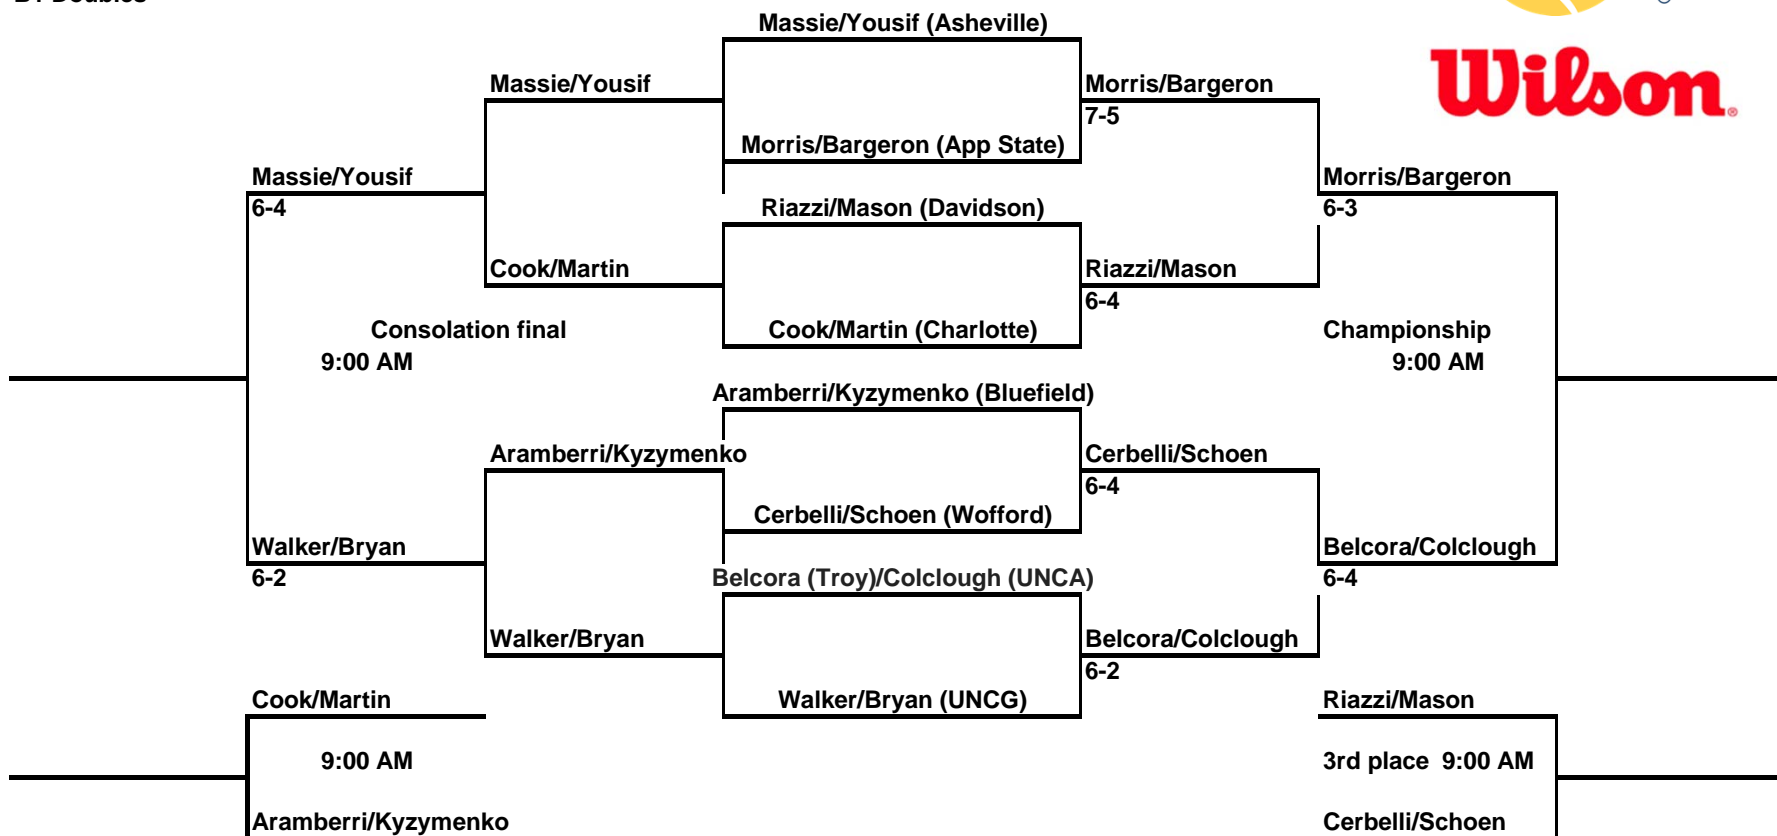 Massie/Yousif (Asheville)
Massie/Yousif
Morris/Bargeron
Wilson
7-5
Morris/Bargeron (App State)
Massie/Yousif
Morris/Bargeron
6-4
Riazzi/Mason (Davidson)
6-3
Cook/Martin
Riazzi/Mason
6-4
Consolation final
Cook/Martin (Charlotte)
Championship
9:00 AM
9:00 AM
Aramberri/Kyzymenko (Bluefield)
Aramberri/Kyzymenko
Cerbelli/Schoen
6-4
Cerbelli/Schoen (Wofford)
Walker/Bryan
Belcora/Colclough
6-2
Belcora (Troy)/Colclough (UNCA)
6-4
Walker/Bryan
Belcora/Colclough
6-2
Cook/Martin
Walker/Bryan (UNCG)
Riazzi/Mason
9:00 AM
3rd place 9:00 AM
Aramberri/Kyzymenko
Cerbelli/Schoen